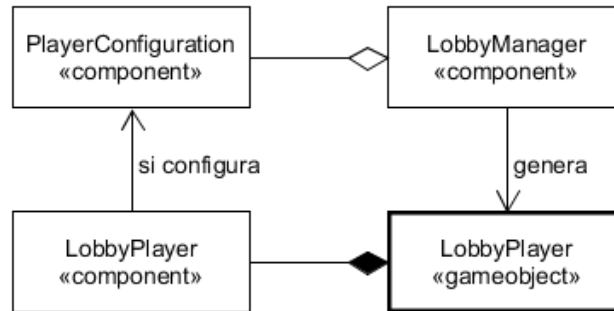 PlayerConfiguration
«component»
LobbyManager
«component»
si configura
genera
LobbyPlayer
«component»
LobbyPlayer
«gameobject»